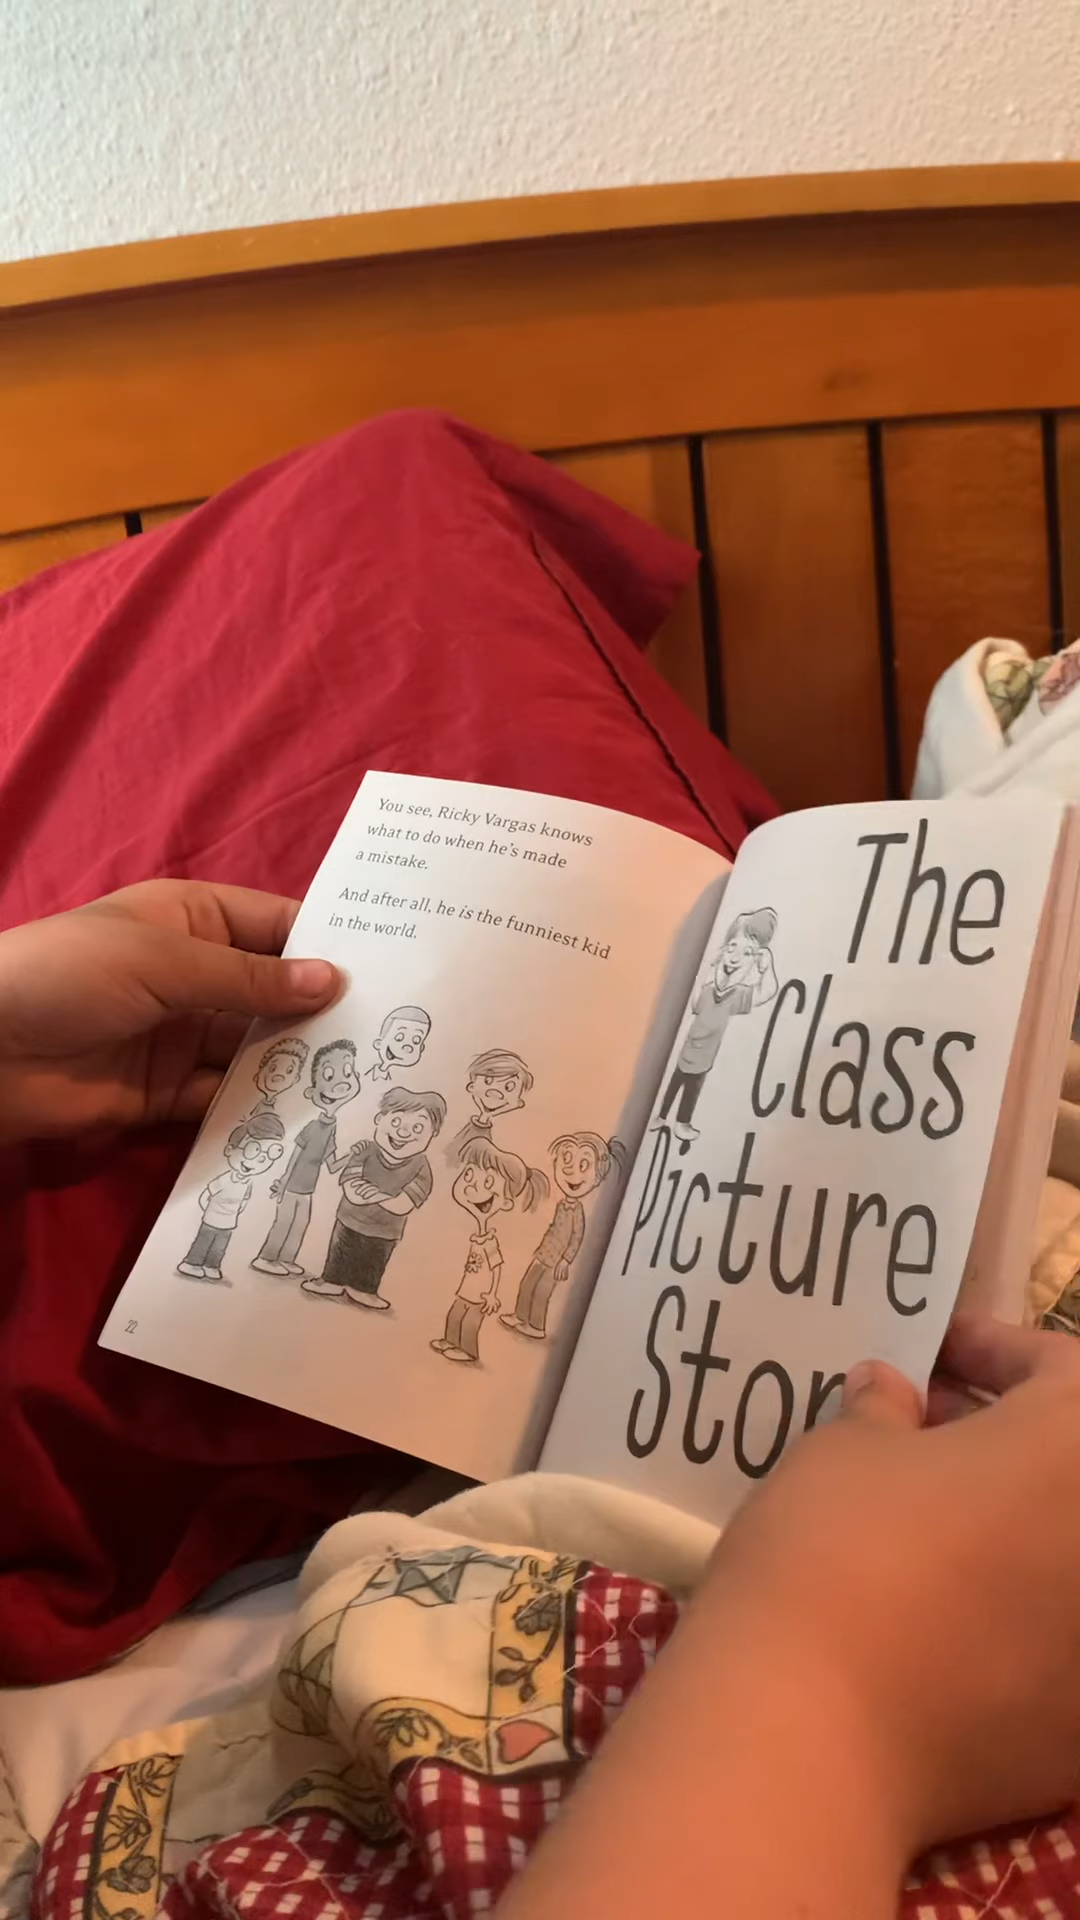 You see, Ricky Vargas knows
what to do when he's made
a mistake.
And after all, he is the funniest kid
in the world.
22
The
Class
Picture